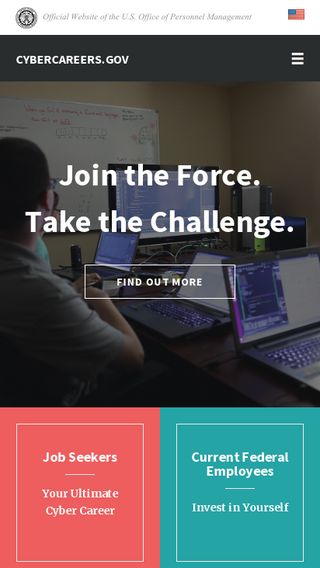 Official Website of the U.S. Office of Personnel Management
CYBERCAREERS.GOV
Join the Force.
Take the Challenge.
FIND OUT MORE
Job Seekers
Your Ultimate
Cyber Career
Current Federal
Employees
Invest in Yourself